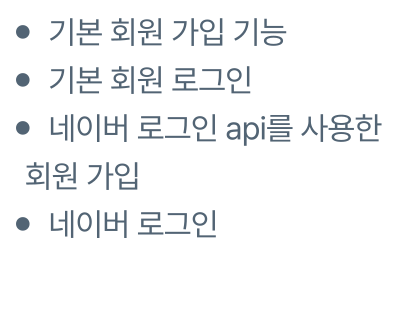 ● 기본 회원 가입 기능
● 기본 회원 로그인
● 네이버 로그인 api를 사용한
회원 가입
● 네이버 로그인